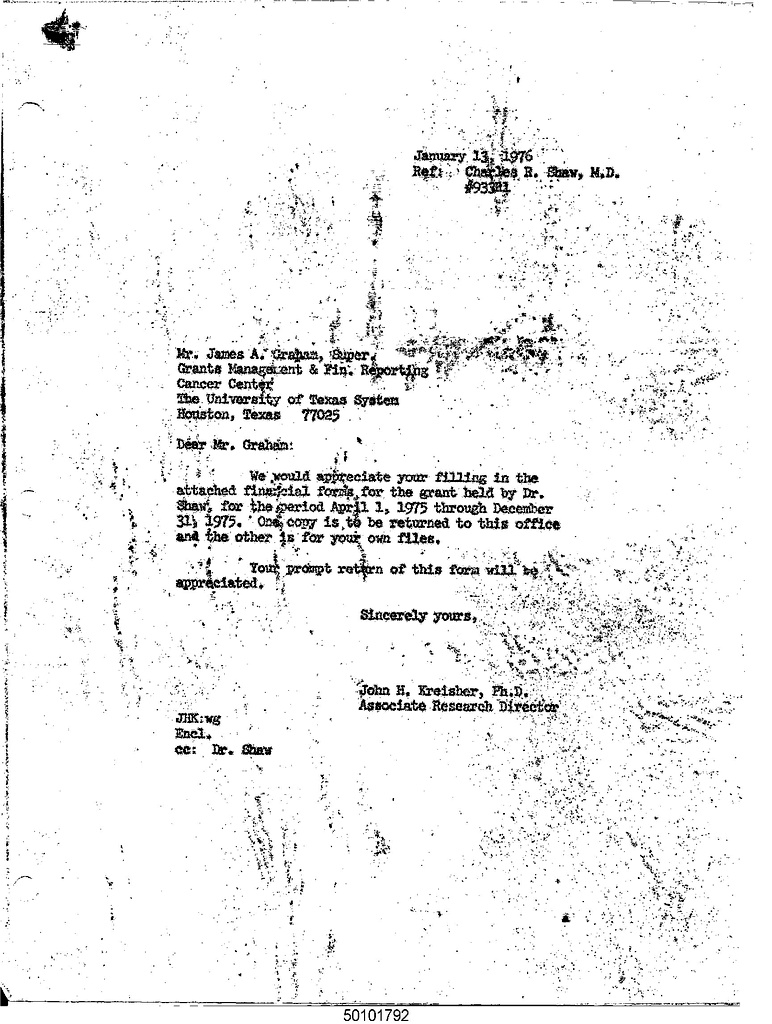 January 13, 1976
Ref: Charles R. Shaw, M.D.
Mr. James A. Graham, Super.
Grants Management & Fin. Reporting
Cancer Center
The University of Texas System
Houston, Texas 77025
Dear Mr. Graham:
We would appreciate your filling in the
attached financial forms for the grant held by Dr.
Shaw, for the period April 1, 1975 through December
31, 1975. One copy is to be returned to this office
and the other is for your own files.
Your prompt return of this form will be
appreciated.
Sincerely yours,
John H. Kreisher, Ph.D.
Associate Research Director
JHK:wg
Encl.
cc: Dr. Shaw
50101792